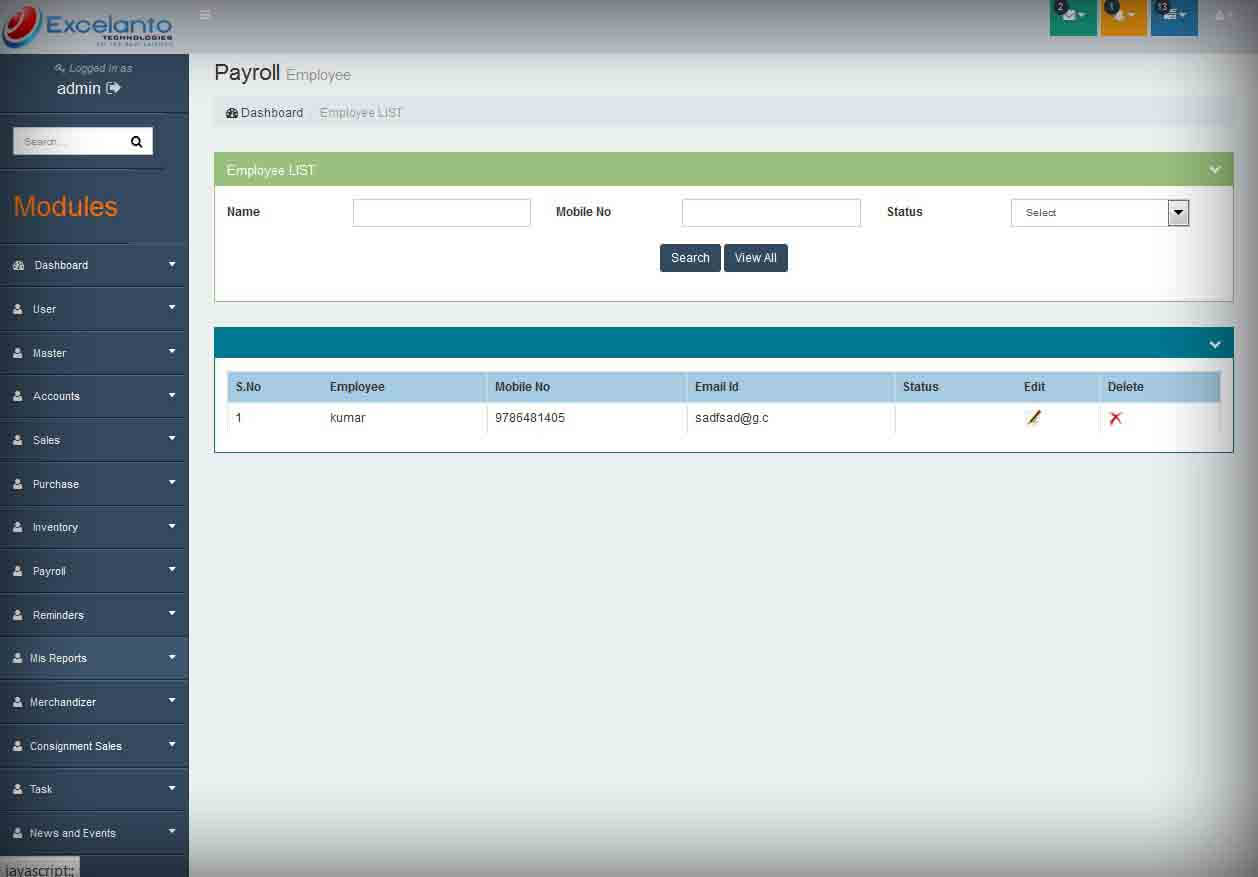 Excelanto
TECHNOLOGIES
2
1
13
Logged in as
admin
Search...
Modules
Dashboard
User
Master
Accounts
Sales
Purchase
Inventory
Payroll
Reminders
Mis Reports
Merchandizer
Consignment Sales
Task
News and Events
javascript:;
Payroll Employee
Dashboard / Employee LIST
Employee LIST
Name Mobile No Status Select
Search View All
S.No Employee Mobile No Email Id Status Edit Delete
1 kumar 9786481405 sadfsad@g.c